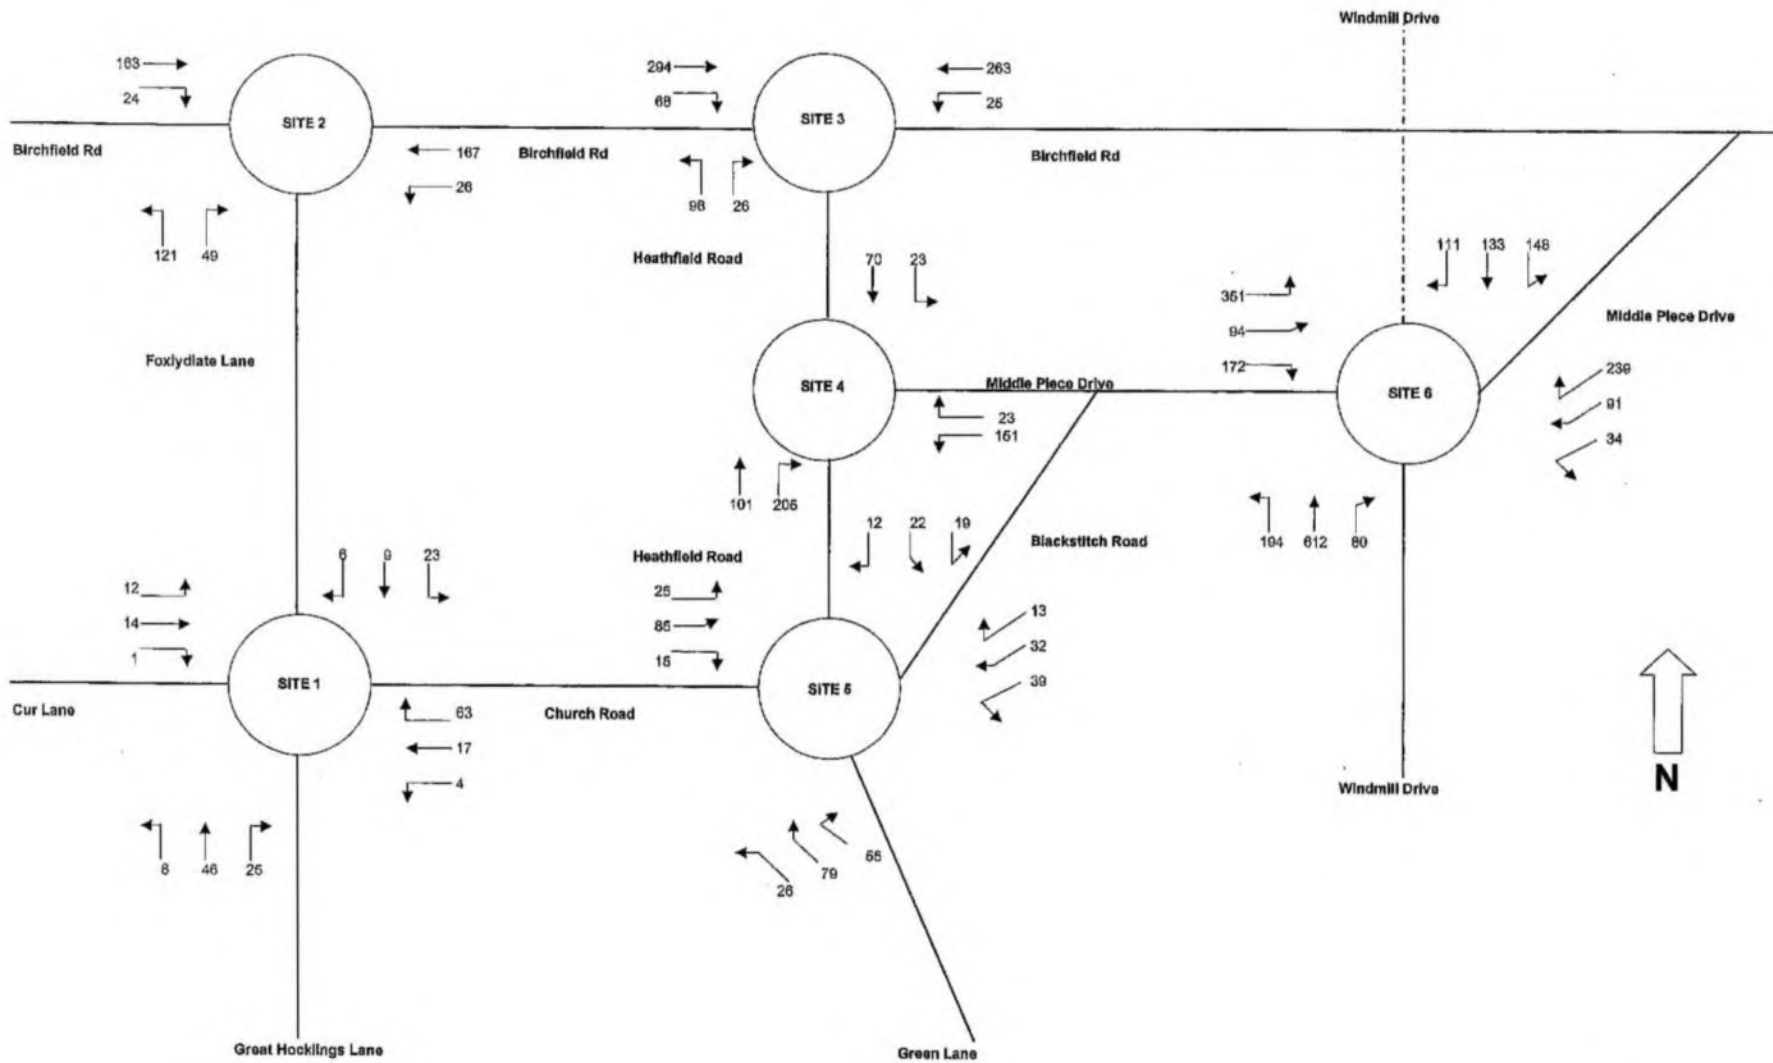 Windmill Drive
163
24
SITE 2
294
68
SITE 3
263
25
Birchfield Rd
167
26
Birchfield Rd
98
26
Birchfield Rd
121
49
Heathfield Road
70
23
111
133
148
351
94
172
Middle Piece Drive
Foxlydiate Lane
SITE 4
Middle Piece Drive
SITE 6
239
91
34
23
151
101
205
194
612
80
12
22
19
Blackstitch Road
6
9
23
Heathfield Road
12
14
1
25
85
15
13
32
39
SITE 1
SITE 5
Cur Lane
63
17
4
Church Road
Windmill Drive
N
8
46
25
26
79
Great Hocklings Lane
Green Lane